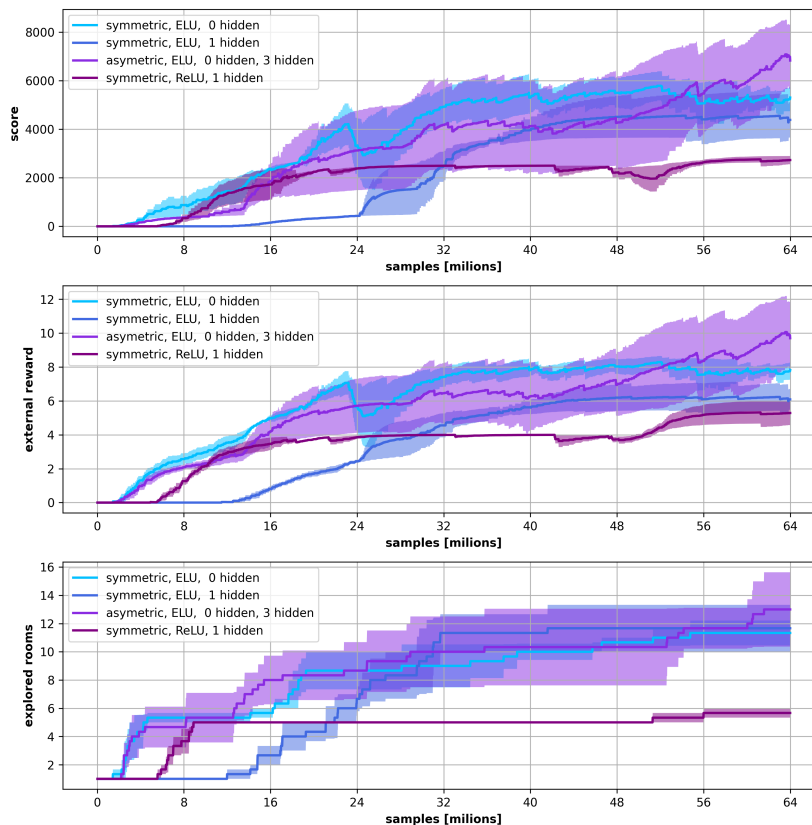 symmetric, ELU, 0 hidden
symmetric, ELU, 1 hidden
asymetric, ELU, 0 hidden, 3 hidden
symmetric, ReLU, 1 hidden
score
8000
6000
4000
2000
0
0 8 16 24 32 40 48 56 64
samples [milions]
symmetric, ELU, 0 hidden
symmetric, ELU, 1 hidden
asymetric, ELU, 0 hidden, 3 hidden
symmetric, ReLU, 1 hidden
external reward
12
10
8
6
4
2
0
0 8 16 24 32 40 48 56 64
samples [milions]
symmetric, ELU, 0 hidden
symmetric, ELU, 1 hidden
asymetric, ELU, 0 hidden, 3 hidden
symmetric, ReLU, 1 hidden
explored rooms
16
14
12
10
8
6
4
2
0 8 16 24 32 40 48 56 64
samples [milions]